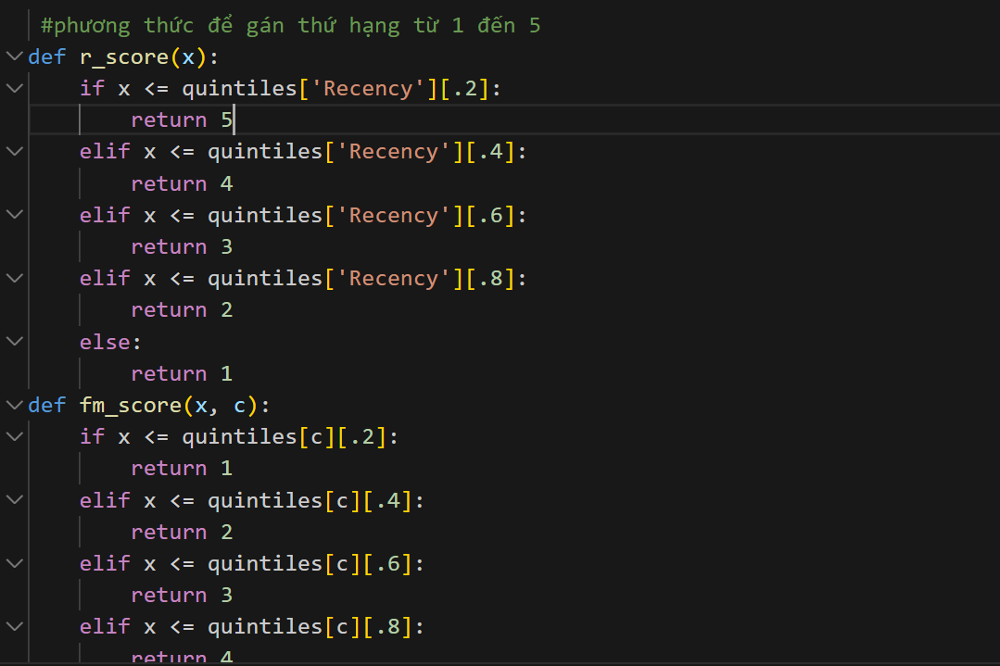 #phương thức để gán thứ hạng từ 1 đến 5
def r_score(x):
    if x <= quintiles['Recency'][.2]:
        return 5
    elif x <= quintiles['Recency'][.4]:
        return 4
    elif x <= quintiles['Recency'][.6]:
        return 3
    elif x <= quintiles['Recency'][.8]:
        return 2
    else:
        return 1
def fm_score(x, c):
    if x <= quintiles[c][.2]:
        return 1
    elif x <= quintiles[c][.4]:
        return 2
    elif x <= quintiles[c][.6]:
        return 3
    elif x <= quintiles[c][.8]:
        return 4